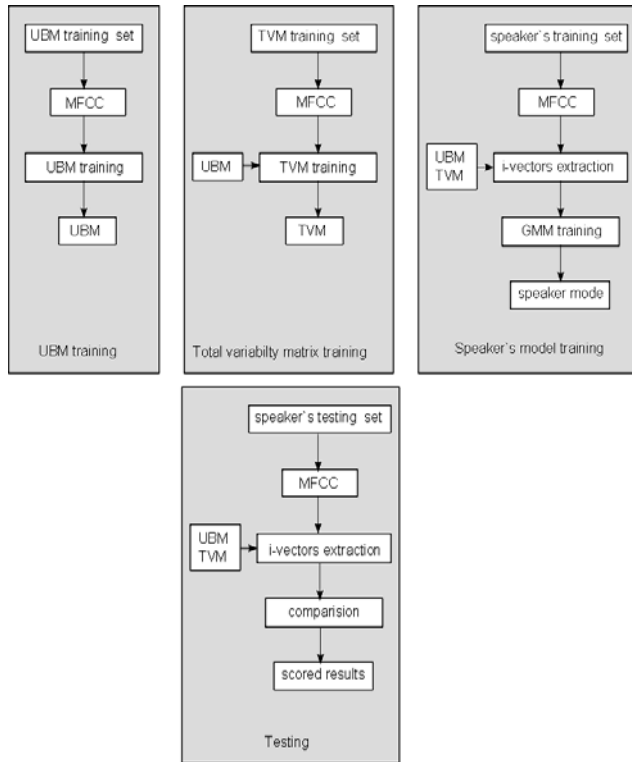 UBM training set
MFCC
UBM training
UBM
UBM training
TVM training set
MFCC
UBM
TVM training
TVM
Total variabilty matrix training
speaker`s training set
MFCC
UBM
TVM
i-vectors extraction
GMM training
speaker mode
Speaker`s model training
speaker`s testing set
MFCC
UBM
TVM
i-vectors extraction
comparision
scored results
Testing